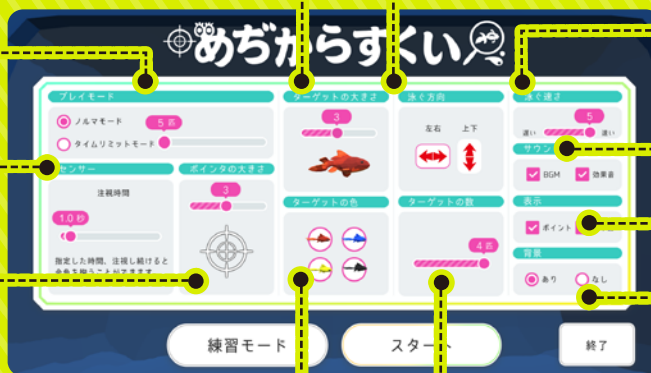 めぢからすくい
プレイモード
ノルマモード
5 匹
タイムリミットモード
センサー
注視時間
1.0 秒
指定した時間、注視し続けると
金魚を掬うことができます
ポインタの大きさ
3
ターゲットの大きさ
3
泳ぐ方向
左右
上下
ターゲットの色
ターゲットの数
4 匹
泳ぐ速さ
5
遅い
速い
サウン
BGM
効果音
表示
ポイント
背景
あり
なし
練習モード
スタート
終了